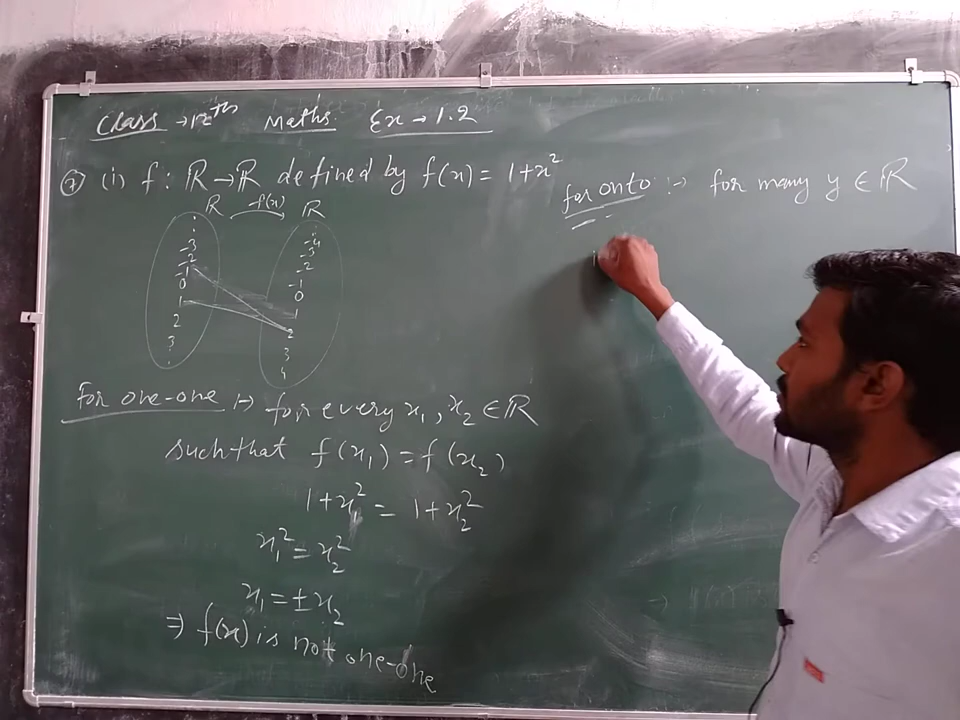 Class → 12th Maths Ex → 1.2
(7) (i) f : ℝ → ℝ defined by f(x) = 1+x²
ℝ f(x) ℝ
-3
-2
-1
0
1
2
3
-4
-3
-2
-1
0
1
2
3
4
For one-one :→ for every x₁, x₂ ∈ ℝ
such that f(x₁) = f(x₂)
1+x₁² = 1+x₂²
x₁² = x₂²
x₁ = ±x₂
⇒ f(x) is not one-one
for onto :→ for many y ∈ ℝ